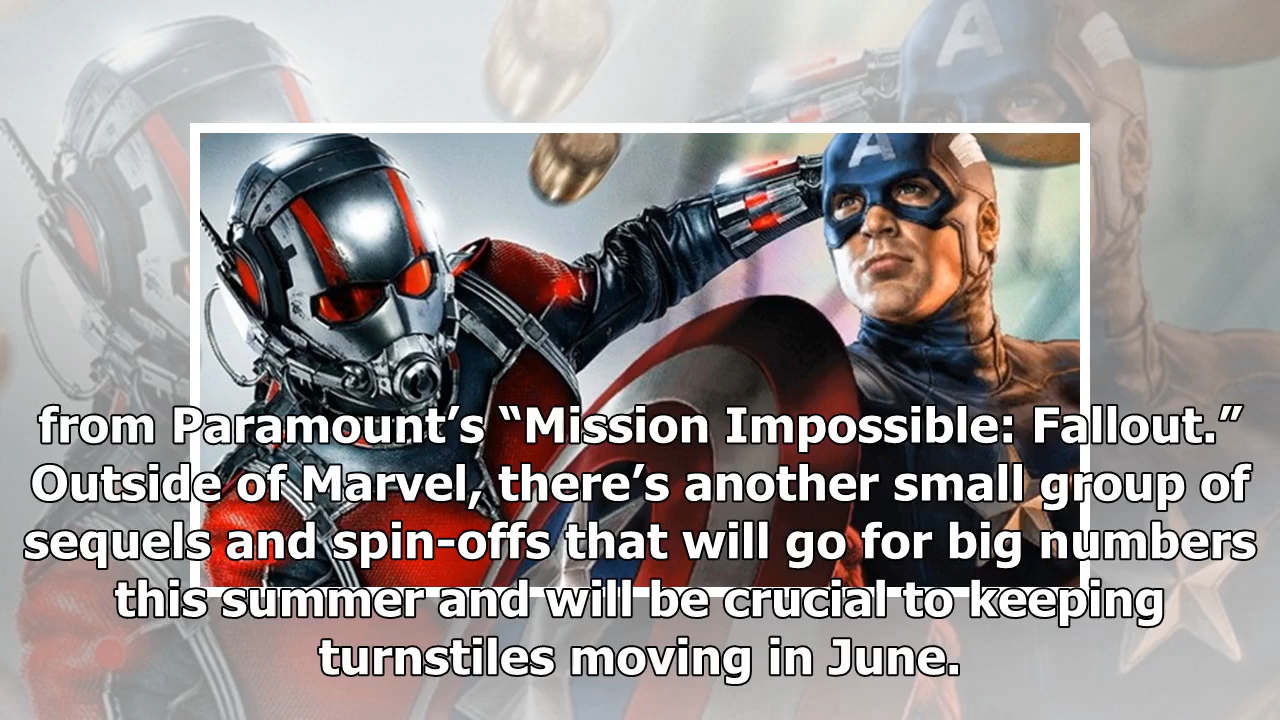 A
A
from Paramount’s “Mission Impossible: Fallout.”
Outside of Marvel, there’s another small group of
sequels and spin-offs that will go for big numbers
this summer and will be crucial to keeping
turnstiles moving in June.